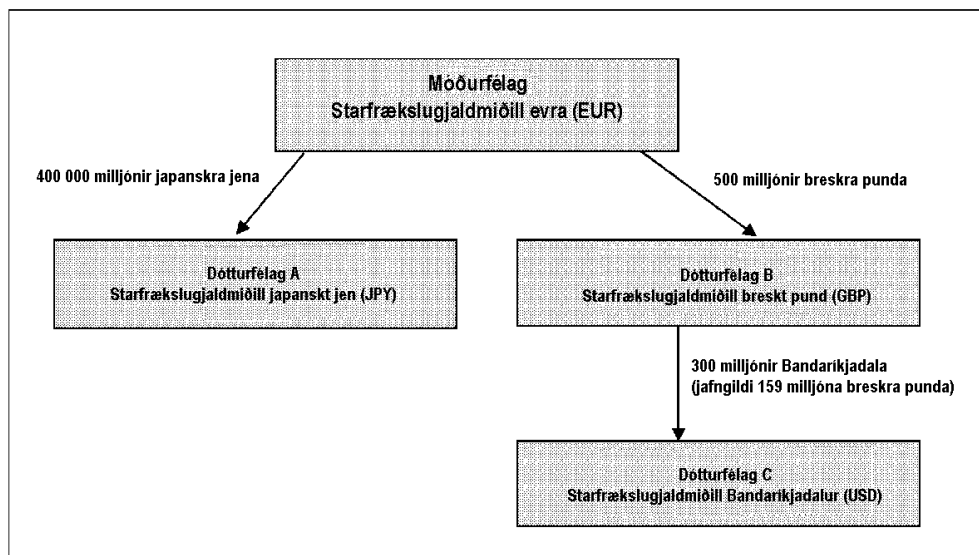 Móðurfélag
Starfrækslugjaldmiðill evra (EUR)
400 000 milljónir japanskra jena
500 milljónir breskra punda
Dótturfélag A
Starfrækslugjaldmiðill japanskt jen (JPY)
Dótturfélag B
Starfrækslugjaldmiðill breskt pund (GBP)
300 milljónir Bandaríkjadala
(jafngildi 159 milljóna breskra punda)
Dótturfélag C
Starfrækslugjaldmiðill Bandaríkjadalur (USD)